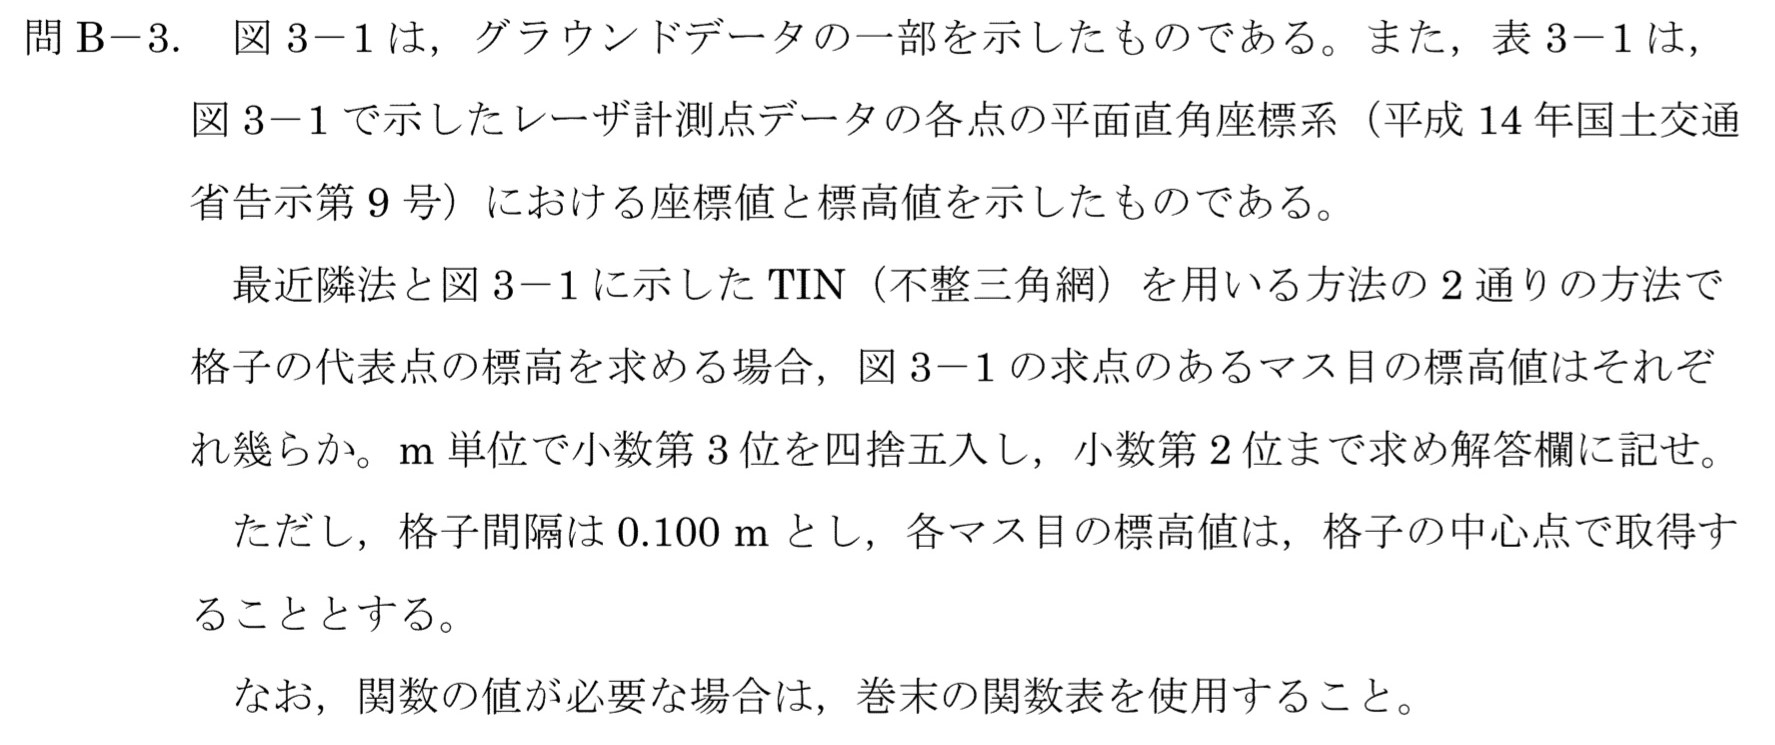 問 B－3. 図 3－1 は，グラウンドデータの一部を示したものである。また，表 3－1 は，
図 3－1 で示したレーザ計測点データの各点の平面直角座標系（平成 14 年国土交通
省告示第 9 号）における座標値と標高値を示したものである。
最近隣法と図 3－1 に示した TIN（不整三角網）を用いる方法の 2 通りの方法で
格子の代表点の標高を求める場合，図 3－1 の求点のあるマス目の標高値はそれぞ
れ幾らか。m 単位で小数第 3 位を四捨五入し，小数第 2 位まで求め解答欄に記せ。
ただし，格子間隔は 0.100 m とし，各マス目の標高値は，格子の中心点で取得す
ることとする。
なお，関数の値が必要な場合は，巻末の関数表を使用すること。